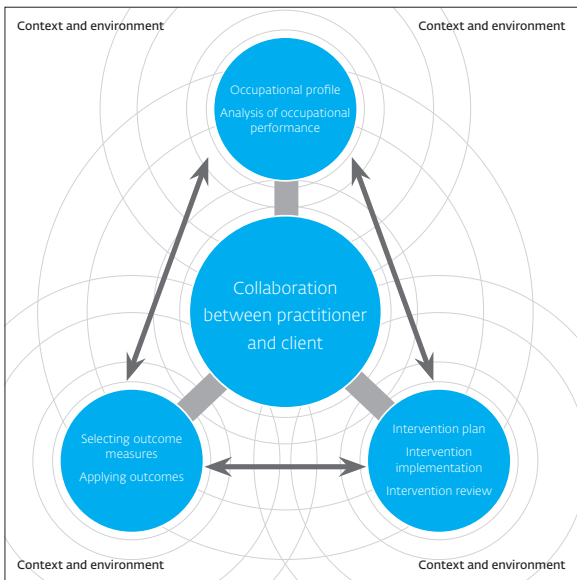 Context and environment
Context and environment
Occupational profile
Analysis of occupational
performance
Collaboration
between practitioner
and client
Selecting outcome
measures
Applying outcomes
Intervention plan
Intervention
implementation
Intervention review
Context and environment
Context and environment